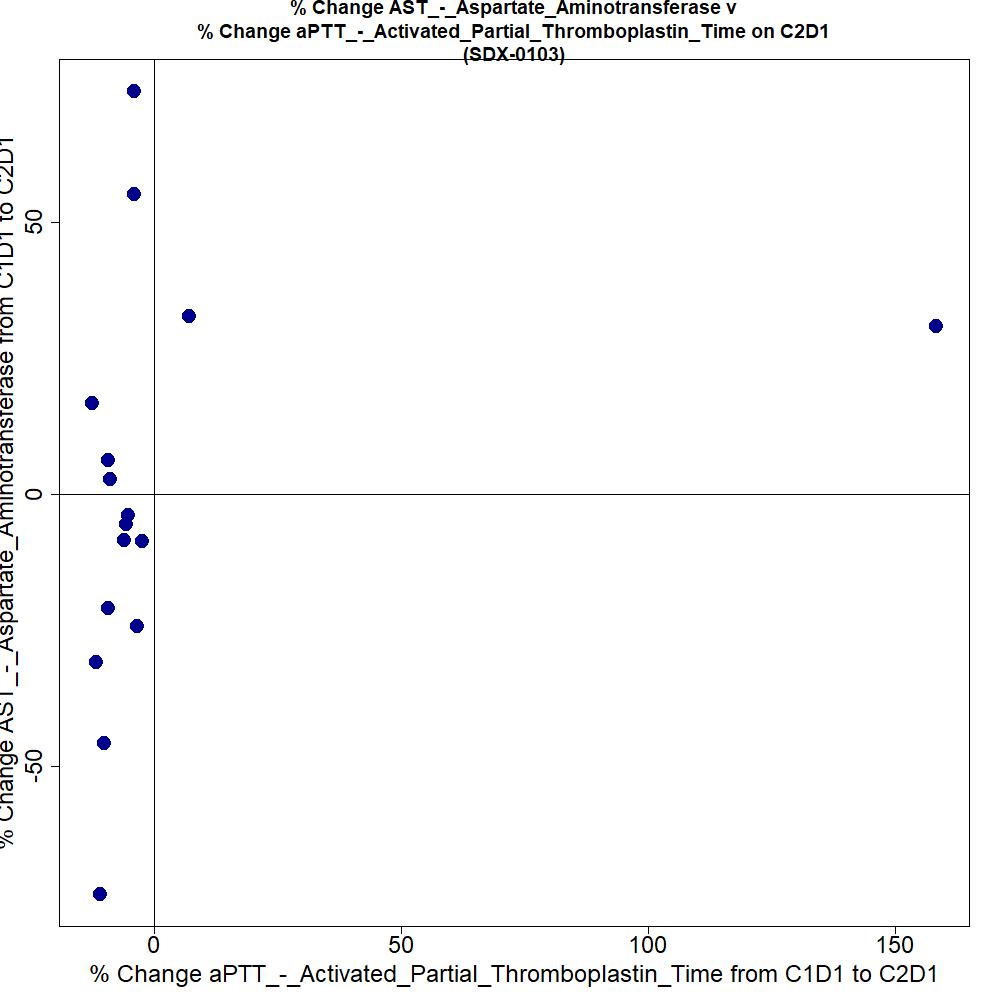 % Change AST_-_Aspartate_Aminotransferase v
% Change aPTT_-_Activated_Partial_Thromboplastin_Time on C2D1
(SDX-0103)
% Change AST_-_Aspartate_Aminotransferase from C1D1 to C2D1
50
0
-50
0
50
100
150
% Change aPTT_-_Activated_Partial_Thromboplastin_Time from C1D1 to C2D1